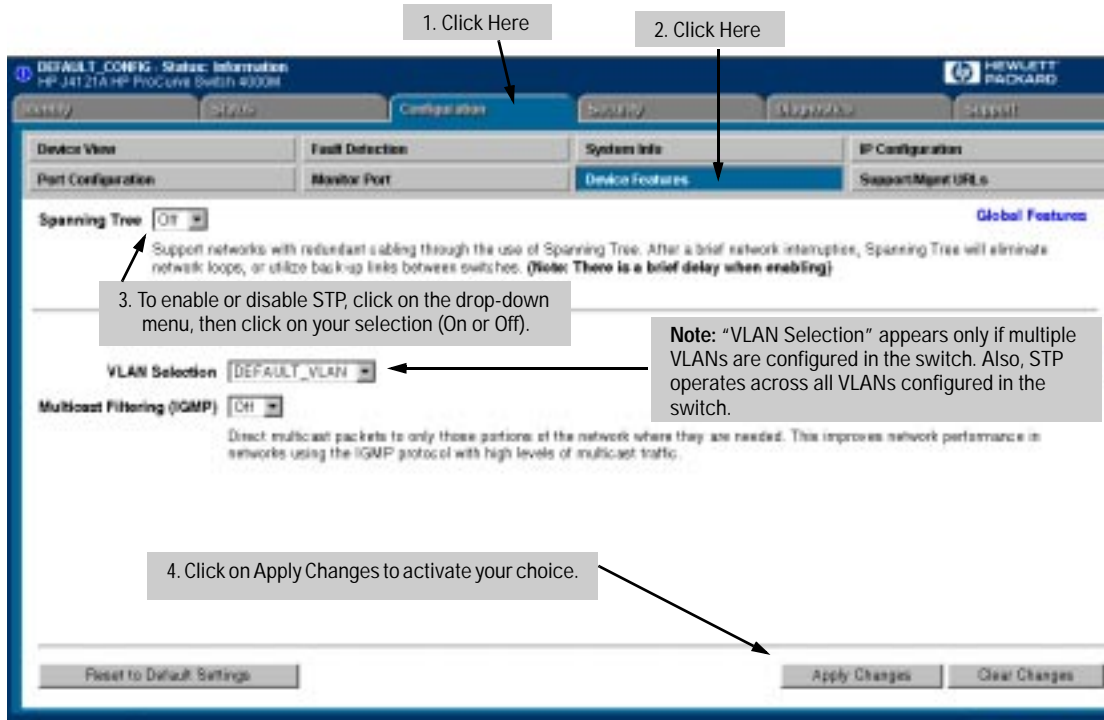 1. Click Here
2. Click Here
DEFAULT_CONFIG - Status: Information
HP J4121A HP ProCurve Switch 4000M
HEWLETT PACKARD
Identity Status Configuration Security Diagnostics Support
Device View Fault Detection System Info IP Configuration
Port Configuration Monitor Port Device Features Support/Mgmt URLs
Spanning Tree Off
Global Features
Support networks with redundant cabling through the use of Spanning Tree. After a brief network interruption, Spanning Tree will eliminate
network loops, or utilize back-up links between switches. (Note: There is a brief delay when enabling)
3. To enable or disable STP, click on the drop-down
menu, then click on your selection (On or Off).
Note: “VLAN Selection” appears only if multiple
VLANs are configured in the switch. Also, STP
operates across all VLANs configured in the
switch.
VLAN Selection DEFAULT_VLAN
Multicast Filtering (IGMP) Off
Direct multicast packets to only those portions of the network where they are needed. This improves network performance in
networks using the IGMP protocol with high levels of multicast traffic.
4. Click on Apply Changes to activate your choice.
Reset to Default Settings Apply Changes Clear Changes